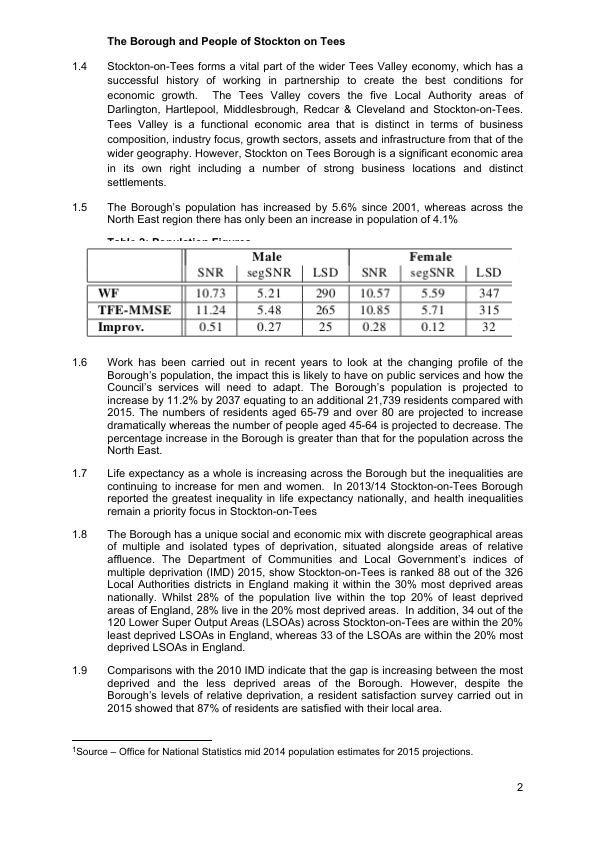 The Borough and People of Stockton on Tees
1.4 Stockton-on-Tees forms a vital part of the wider Tees Valley economy, which has a
successful history of working in partnership to create the best conditions for
economic growth. The Tees Valley covers the five Local Authority areas of
Darlington, Hartlepool, Middlesbrough, Redcar & Cleveland and Stockton-on-Tees.
Tees Valley is a functional economic area that is distinct in terms of business
composition, industry focus, growth sectors, assets and infrastructure from that of the
wider geography. However, Stockton on Tees Borough is a significant economic area
in its own right including a number of strong business locations and distinct
settlements.
1.5 The Borough's population has increased by 5.6% since 2001, whereas across the
North East region there has only been an increase in population of 4.1%
Table 2: Population Figures
Male Female
SNR segSNR LSD SNR segSNR LSD
WF 10.73 5.21 290 10.57 5.59 347
TFE-MMSE 11.24 5.48 265 10.85 5.71 315
Improv. 0.51 0.27 25 0.28 0.12 32
1.6 Work has been carried out in recent years to look at the changing profile of the
Borough's population, the impact this is likely to have on public services and how the
Council's services will need to adapt. The Borough's population is projected to
increase by 11.2% by 2037 equating to an additional 21,739 residents compared with
2015. The numbers of residents aged 65-79 and over 80 are projected to increase
dramatically whereas the number of people aged 45-64 is projected to decrease. The
percentage increase in the Borough is greater than that for the population across the
North East.
1.7 Life expectancy as a whole is increasing across the Borough but the inequalities are
continuing to increase for men and women. In 2013/14 Stockton-on-Tees Borough
reported the greatest inequality in life expectancy nationally, and health inequalities
remain a priority focus in Stockton-on-Tees
1.8 The Borough has a unique social and economic mix with discrete geographical areas
of multiple and isolated types of deprivation, situated alongside areas of relative
affluence. The Department of Communities and Local Government's indices of
multiple deprivation (IMD) 2015, show Stockton-on-Tees is ranked 88 out of the 326
Local Authorities districts in England making it within the 30% most deprived areas
nationally. Whilst 28% of the population live within the top 20% of least deprived
areas of England, 28% live in the 20% most deprived areas. In addition, 34 out of the
120 Lower Super Output Areas (LSOAs) across Stockton-on-Tees are within the 20%
least deprived LSOAs in England, whereas 33 of the LSOAs are within the 20% most
deprived LSOAs in England.
1.9 Comparisons with the 2010 IMD indicate that the gap is increasing between the most
deprived and the less deprived areas of the Borough. However, despite the
Borough's levels of relative deprivation, a resident satisfaction survey carried out in
2015 showed that 87% of residents are satisfied with their local area.
1Source – Office for National Statistics mid 2014 population estimates for 2015 projections.
2